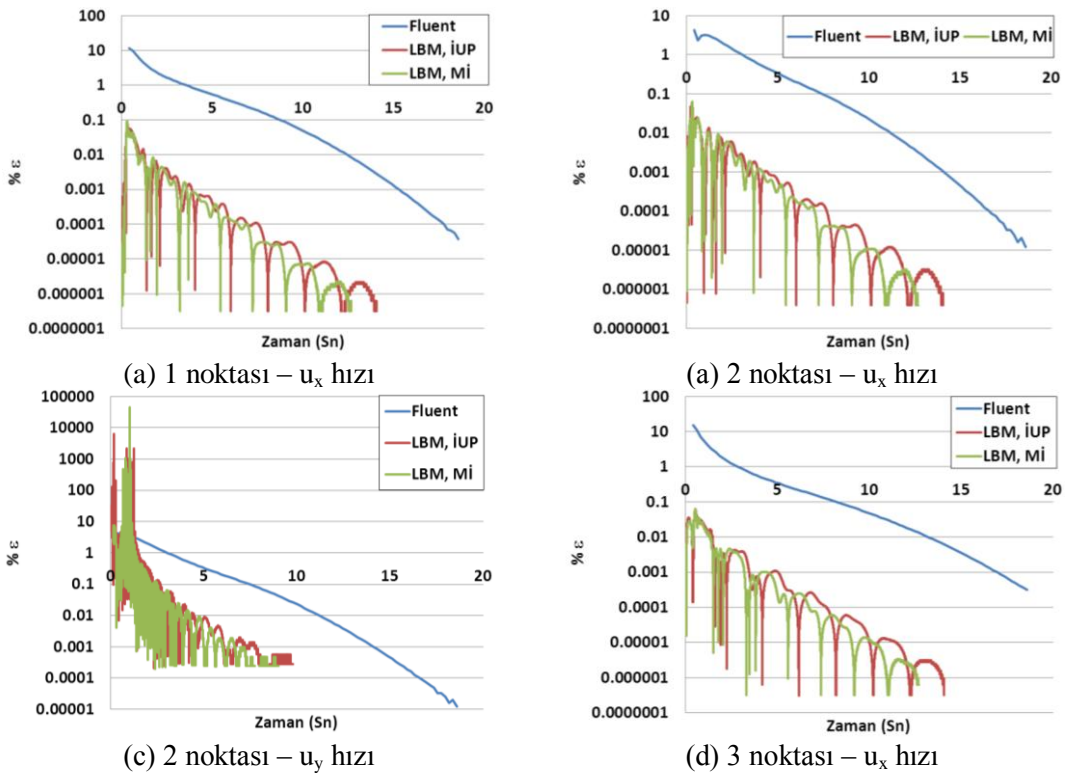 100
10
1
0.1
0.01
0.001
0.0001
0.00001
0.000001
0.0000001
% ε
0 5 10 15 20
Fluent
LBM, İUP
LBM, Mİ
Zaman (Sn)
(a) 1 noktası – ux hızı
10
1
0.1
0.01
0.001
0.0001
0.00001
0.000001
0.0000001
% ε
0 5 10 15 20
Fluent LBM, İUP LBM, Mİ
Zaman (Sn)
(a) 2 noktası – ux hızı
100000
10000
1000
100
10
1
0.1
0.01
0.001
0.0001
0.00001
% ε
0 5 10 15 20
Fluent
LBM, İUP
LBM, Mİ
Zaman (Sn)
(c) 2 noktası – uy hızı
100
10
1
0.1
0.01
0.001
0.0001
0.00001
0.000001
0.0000001
% ε
0 5 10 15 20
Fluent
LBM, İUP
LBM, Mİ
Zaman (Sn)
(d) 3 noktası – ux hızı